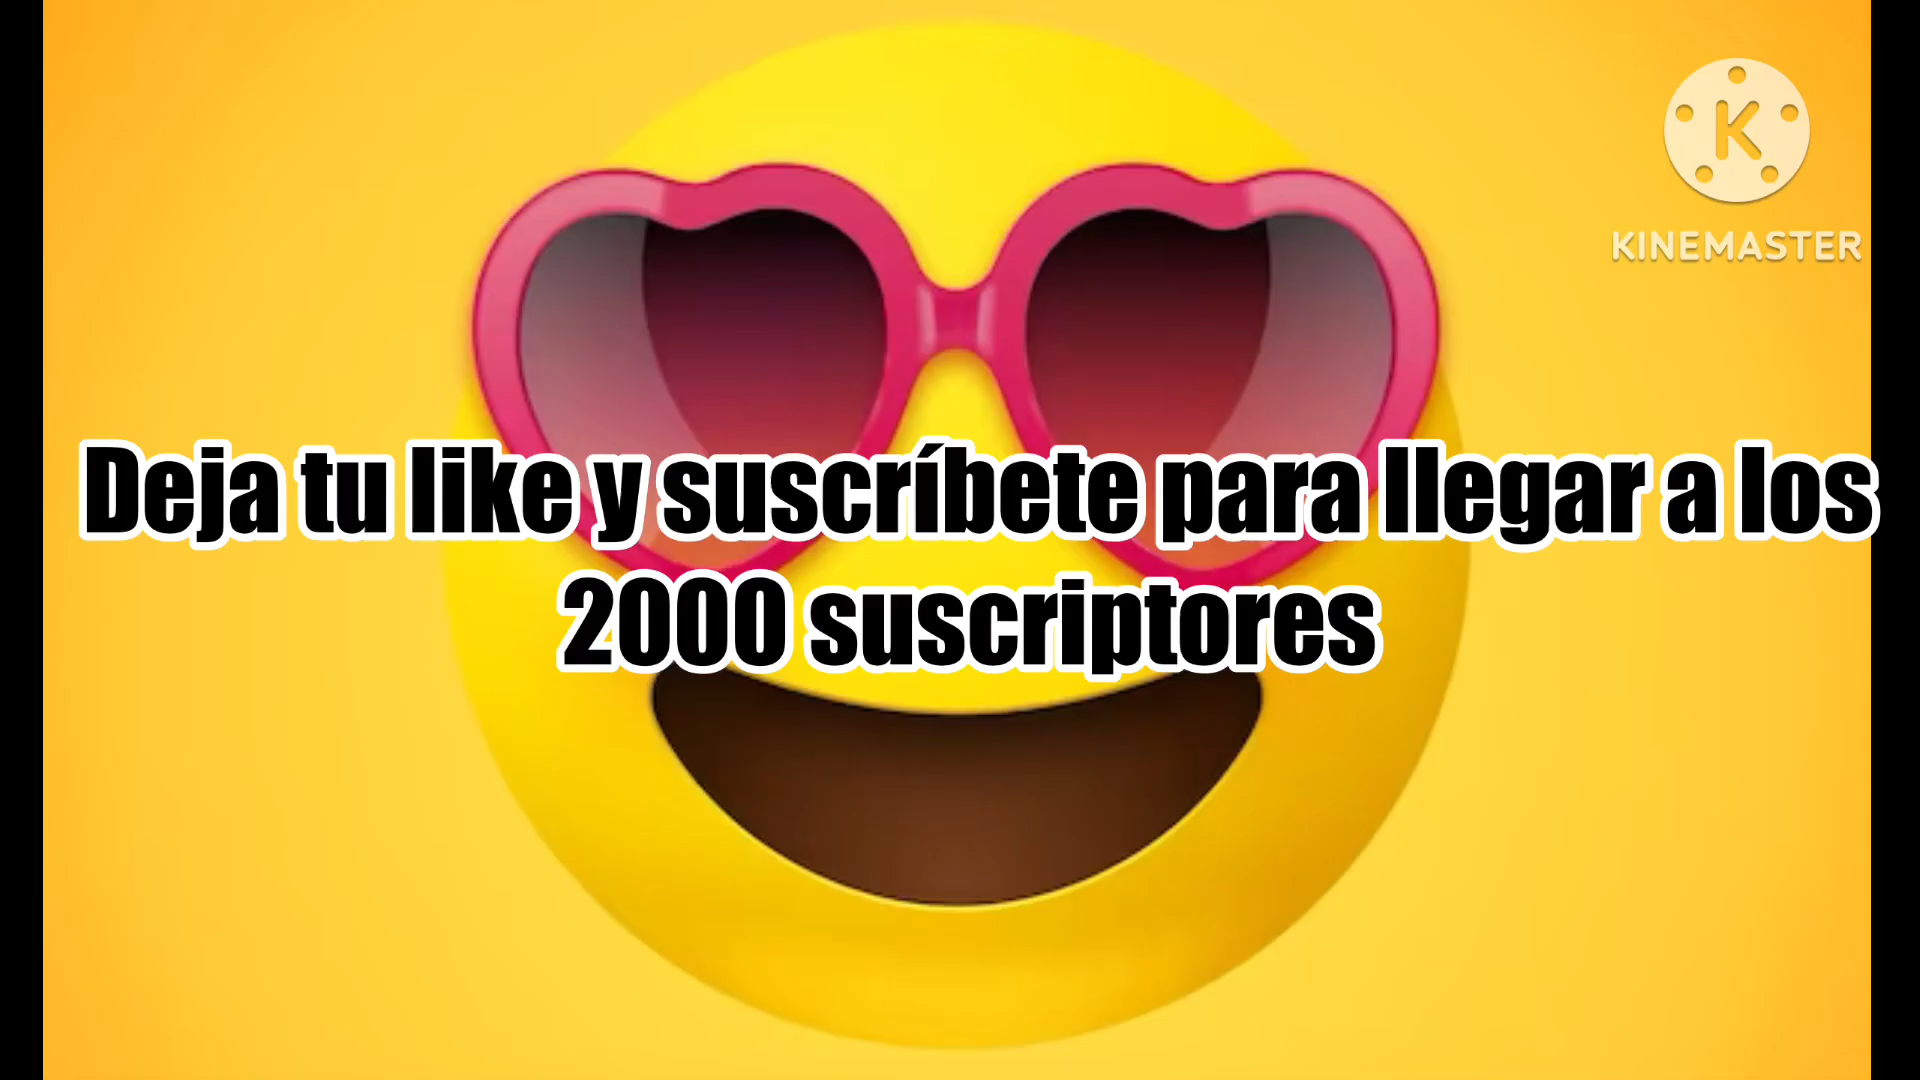 K
KINEMASTER
Deja tu like y suscríbete para llegar a los
2000 suscriptores